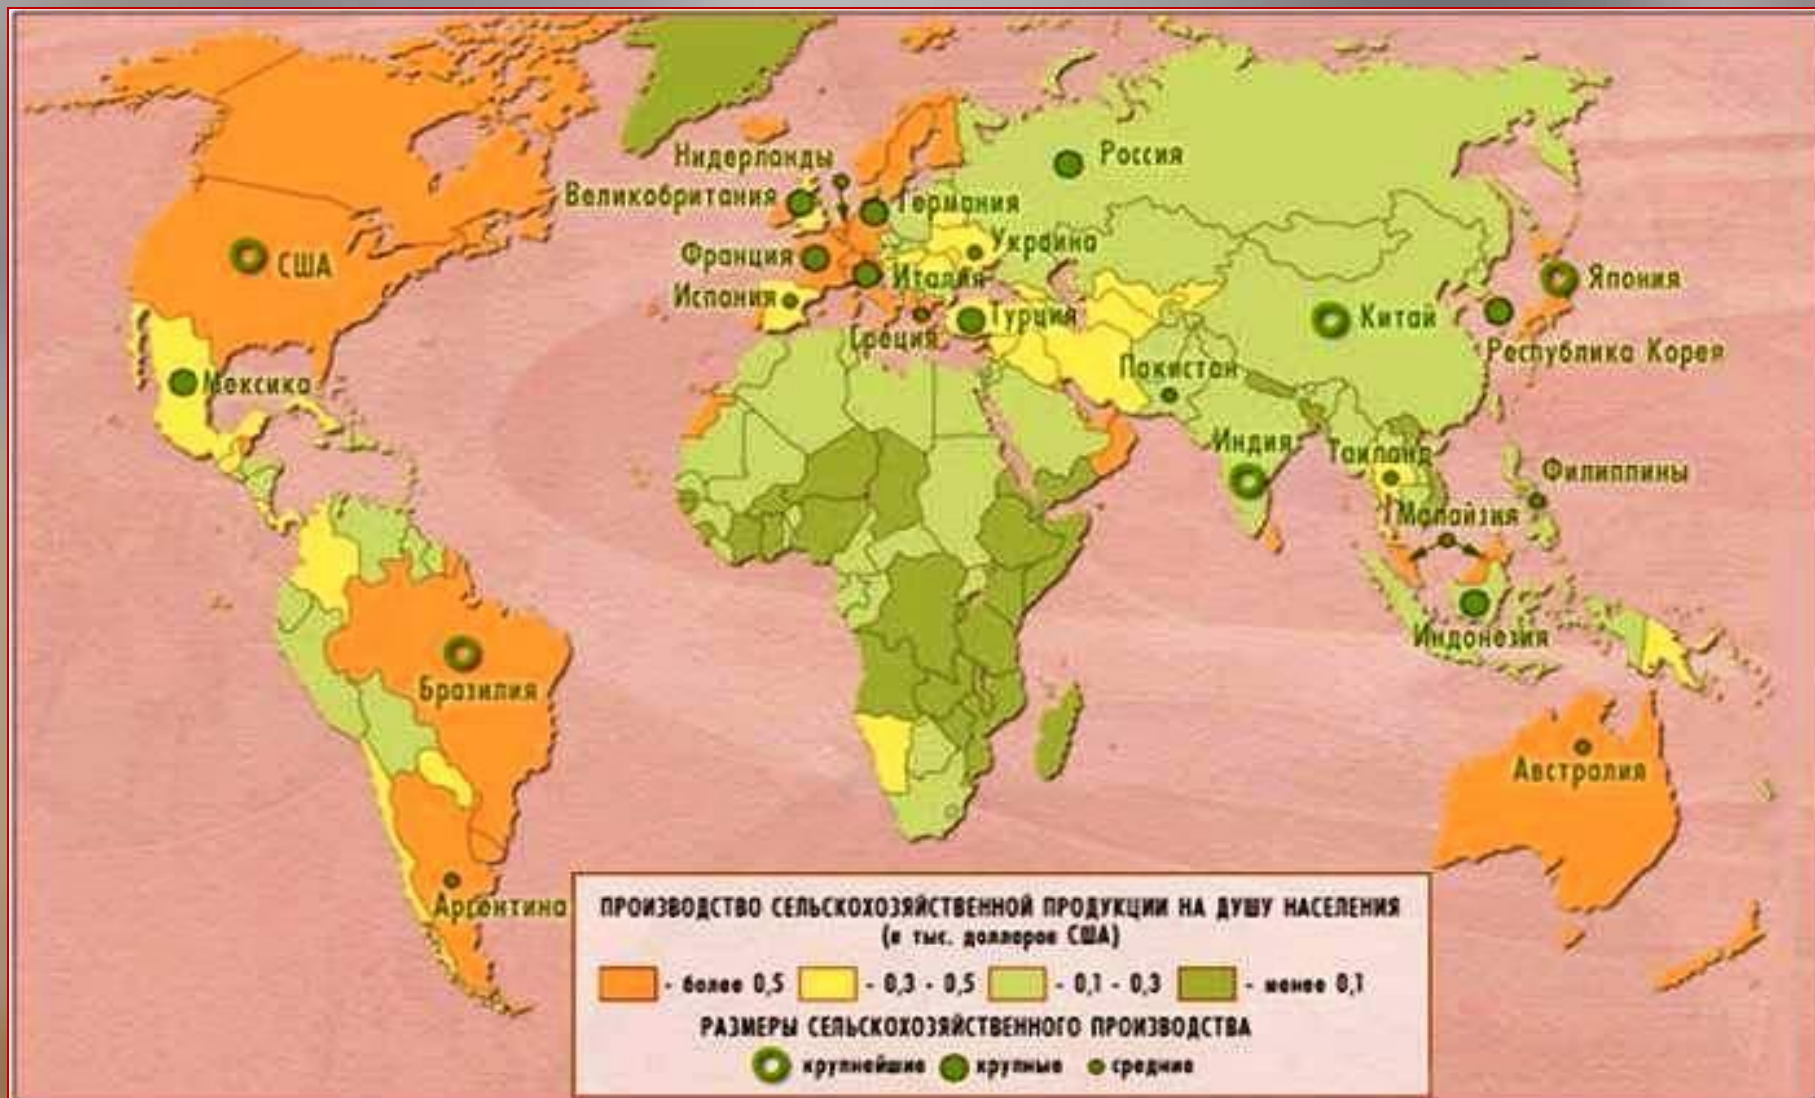 Нидерланды
Россия
Великобритания
Германия
США
Франция
Украина
Италия
Япония
Испания
Турция
Китай
Греция
Республика Корея
Пакистан
Мексика
Индия
Таиланд
Филиппины
Малайзия
Индонезия
Бразилия
Австралия
Аргентина
ПРОИЗВОДСТВО СЕЛЬСКОХОЗЯЙСТВЕННОЙ ПРОДУКЦИИ НА ДУШУ НАСЕЛЕНИЯ
(в тыс. долларов США)
- более 0,5 - 0,3 - 0,5 - 0,1 - 0,3 - менее 0,1
РАЗМЕРЫ СЕЛЬСКОХОЗЯЙСТВЕННОГО ПРОИЗВОДСТВА
крупнейшие крупные средние